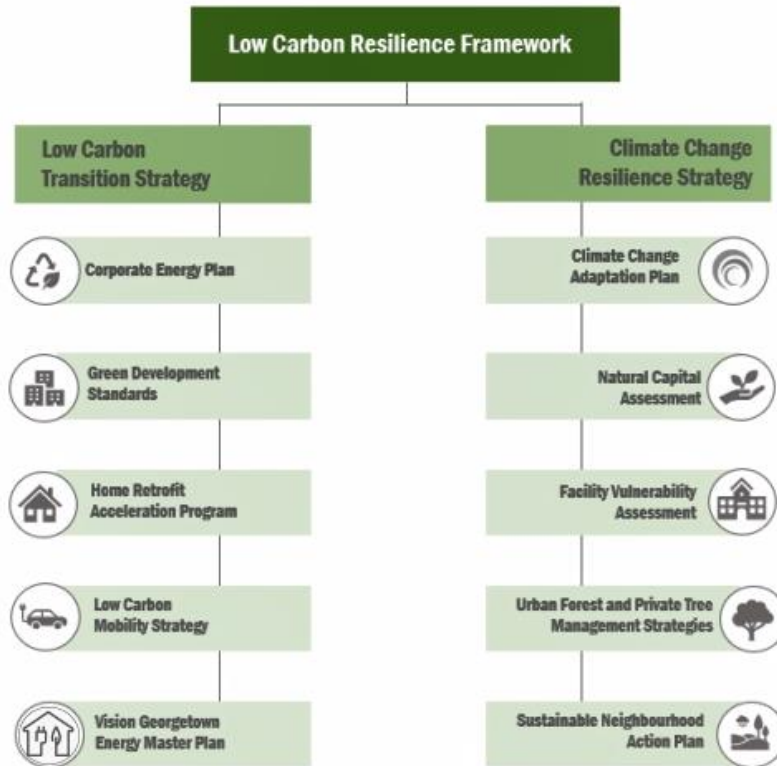 Low Carbon Resilience Framework
Low Carbon
Transition Strategy
Corporate Energy Plan
Green Development
Standards
Home Retrofit
Acceleration Program
Low Carbon
Mobility Strategy
Vision Georgetown
Energy Master Plan
Climate Change
Resilience Strategy
Climate Change
Adaptation Plan
Natural Capital
Assessment
Facility Vulnerability
Assessment
Urban Forest and Private Tree
Management Strategies
Sustainable Neighbourhood
Action Plan